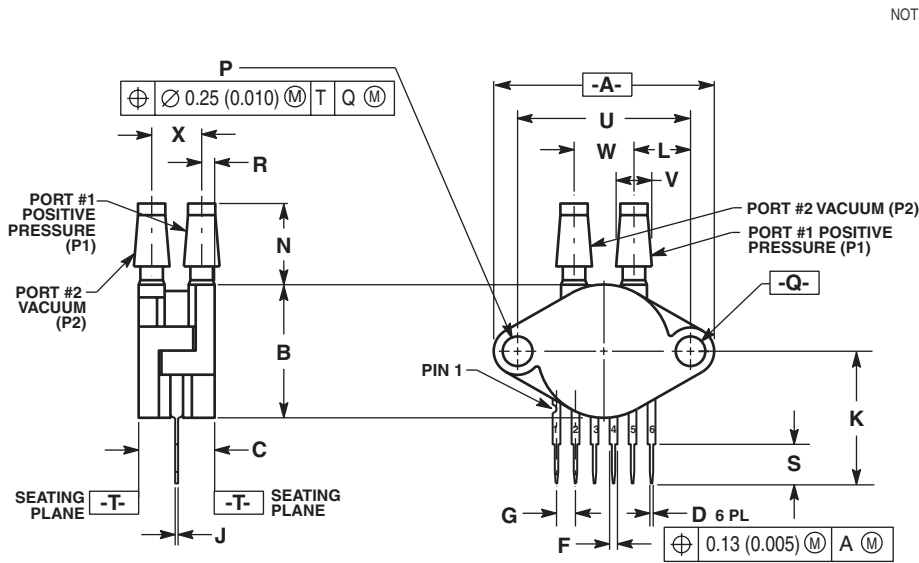 NOT
P
-A-
⌖ ∅ 0.25 (0.010) Ⓜ T Q Ⓜ
U
X
W
L
R
V
PORT #1
POSITIVE
PRESSURE
(P1)
N
PORT #2 VACUUM (P2)
PORT #1 POSITIVE
PRESSURE (P1)
PORT #2
VACUUM
(P2)
-Q-
B
PIN 1
K
1 2 3 4 5 6
C
S
SEATING
PLANE
-T-
-T-
SEATING
PLANE
G
D 6 PL
J
F
⌖ 0.13 (0.005) Ⓜ A Ⓜ